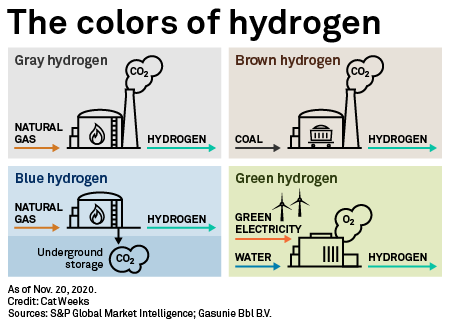 The colors of hydrogen
Gray hydrogen
CO2
NATURAL
GAS
HYDROGEN
Brown hydrogen
CO2
COAL
HYDROGEN
Blue hydrogen
NATURAL
GAS
HYDROGEN
Underground
storage
CO2
Green hydrogen
GREEN
ELECTRICITY
O2
WATER
HYDROGEN
As of Nov. 20, 2020.
Credit: Cat Weeks
Sources: S&P Global Market Intelligence; Gasunie Bbl B.V.